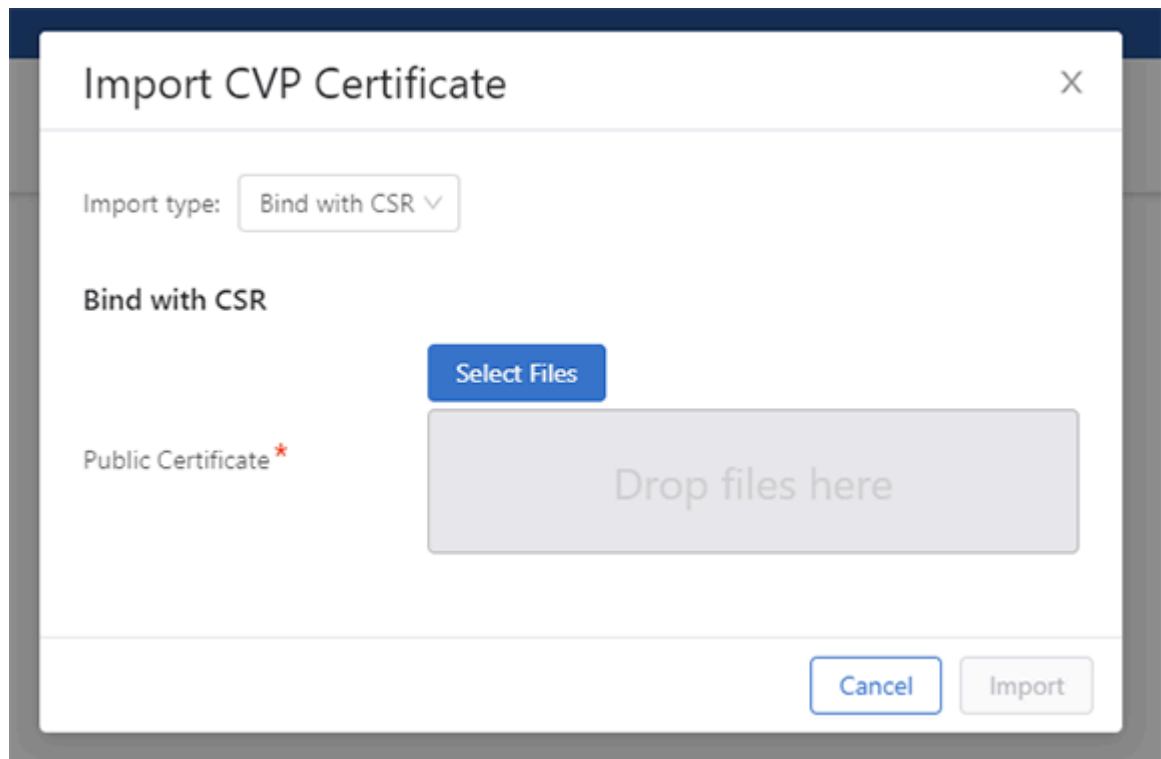 Import CVP Certificate
Import type: Bind with CSR
Bind with CSR
Select Files
Public Certificate*
Drop files here
Cancel Import